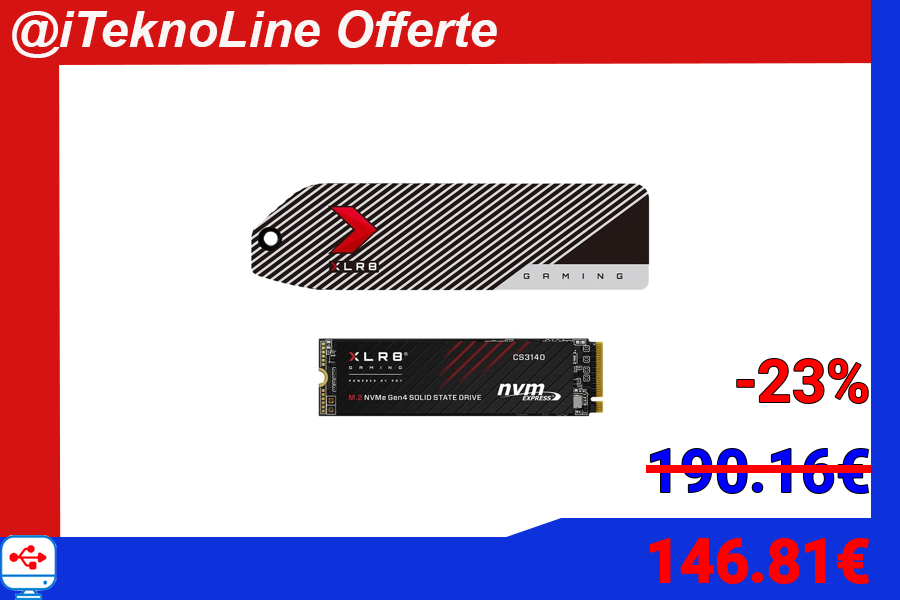 @iTeknoLine Offerte
XLR8
GAMING
XLR8®
GAMING
POWERED BY PNY
CS3140
M.2 NVMe Gen4 SOLID STATE DRIVE
nvm
EXPRESS
-23%
190.16€
146.81€